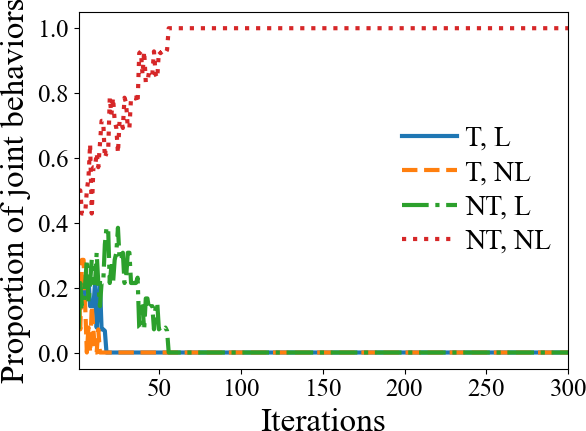 Proportion of joint behaviors
1.0
0.8
0.6
0.4
0.2
0.0
T, L
T, NL
NT, L
NT, NL
50 100 150 200 250 300
Iterations